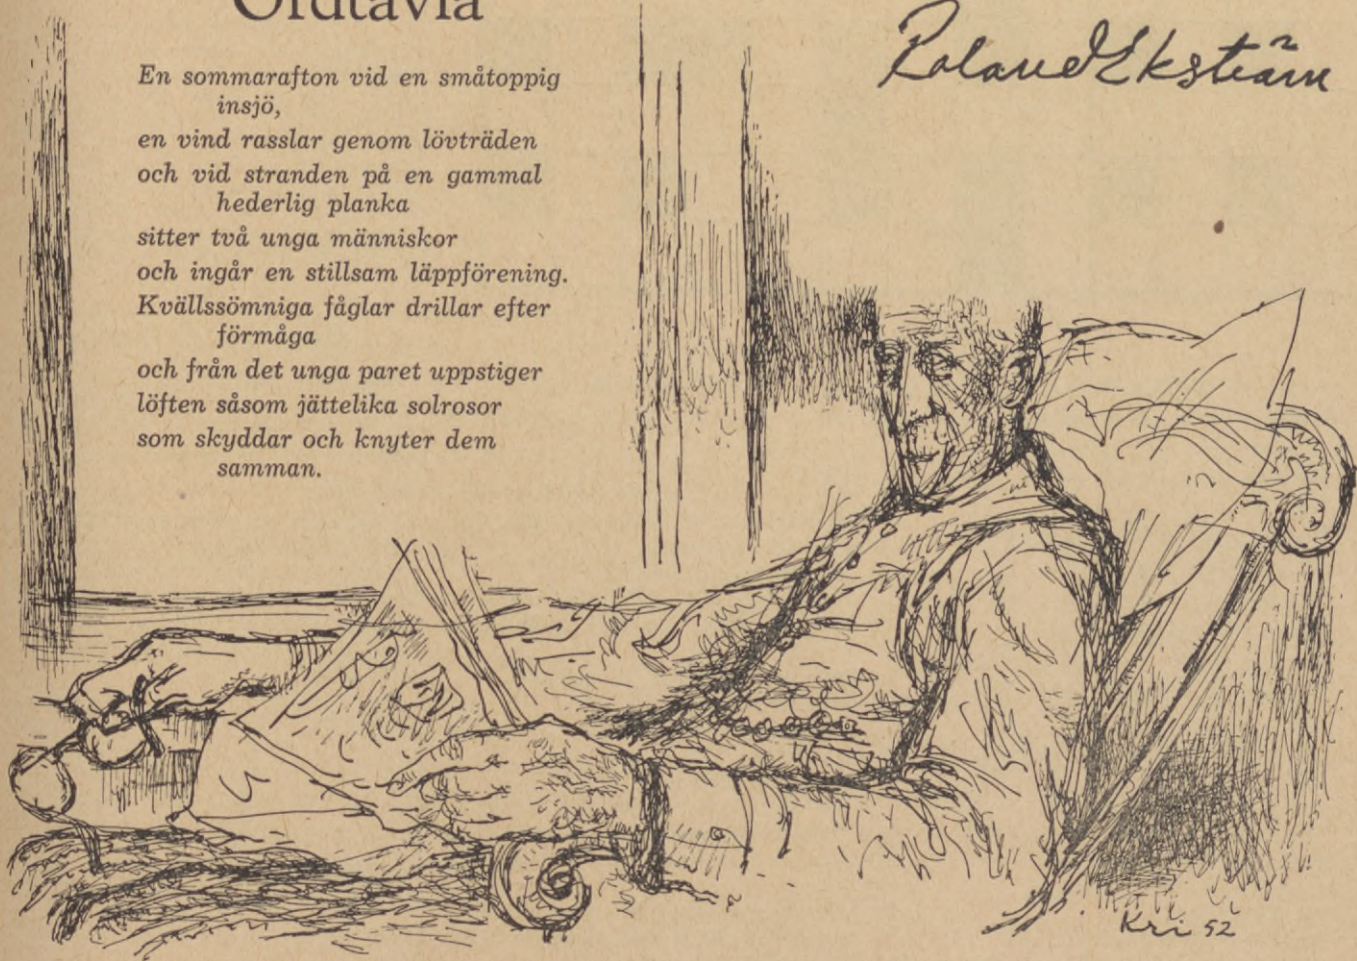 Ordtavla
Roland Ekström
En sommarafton vid en småtoppig
insjö,
en vind rasslar genom lövträden
och vid stranden på en gammal
hederlig planka
sitter två unga människor
och ingår en stillsam läppförening.
Kvällssömniga fåglar drillar efter
förmåga
och från det unga paret uppstiger
löften såsom jättelika solrosor
som skyddar och knyter dem
samman.
Kri 52